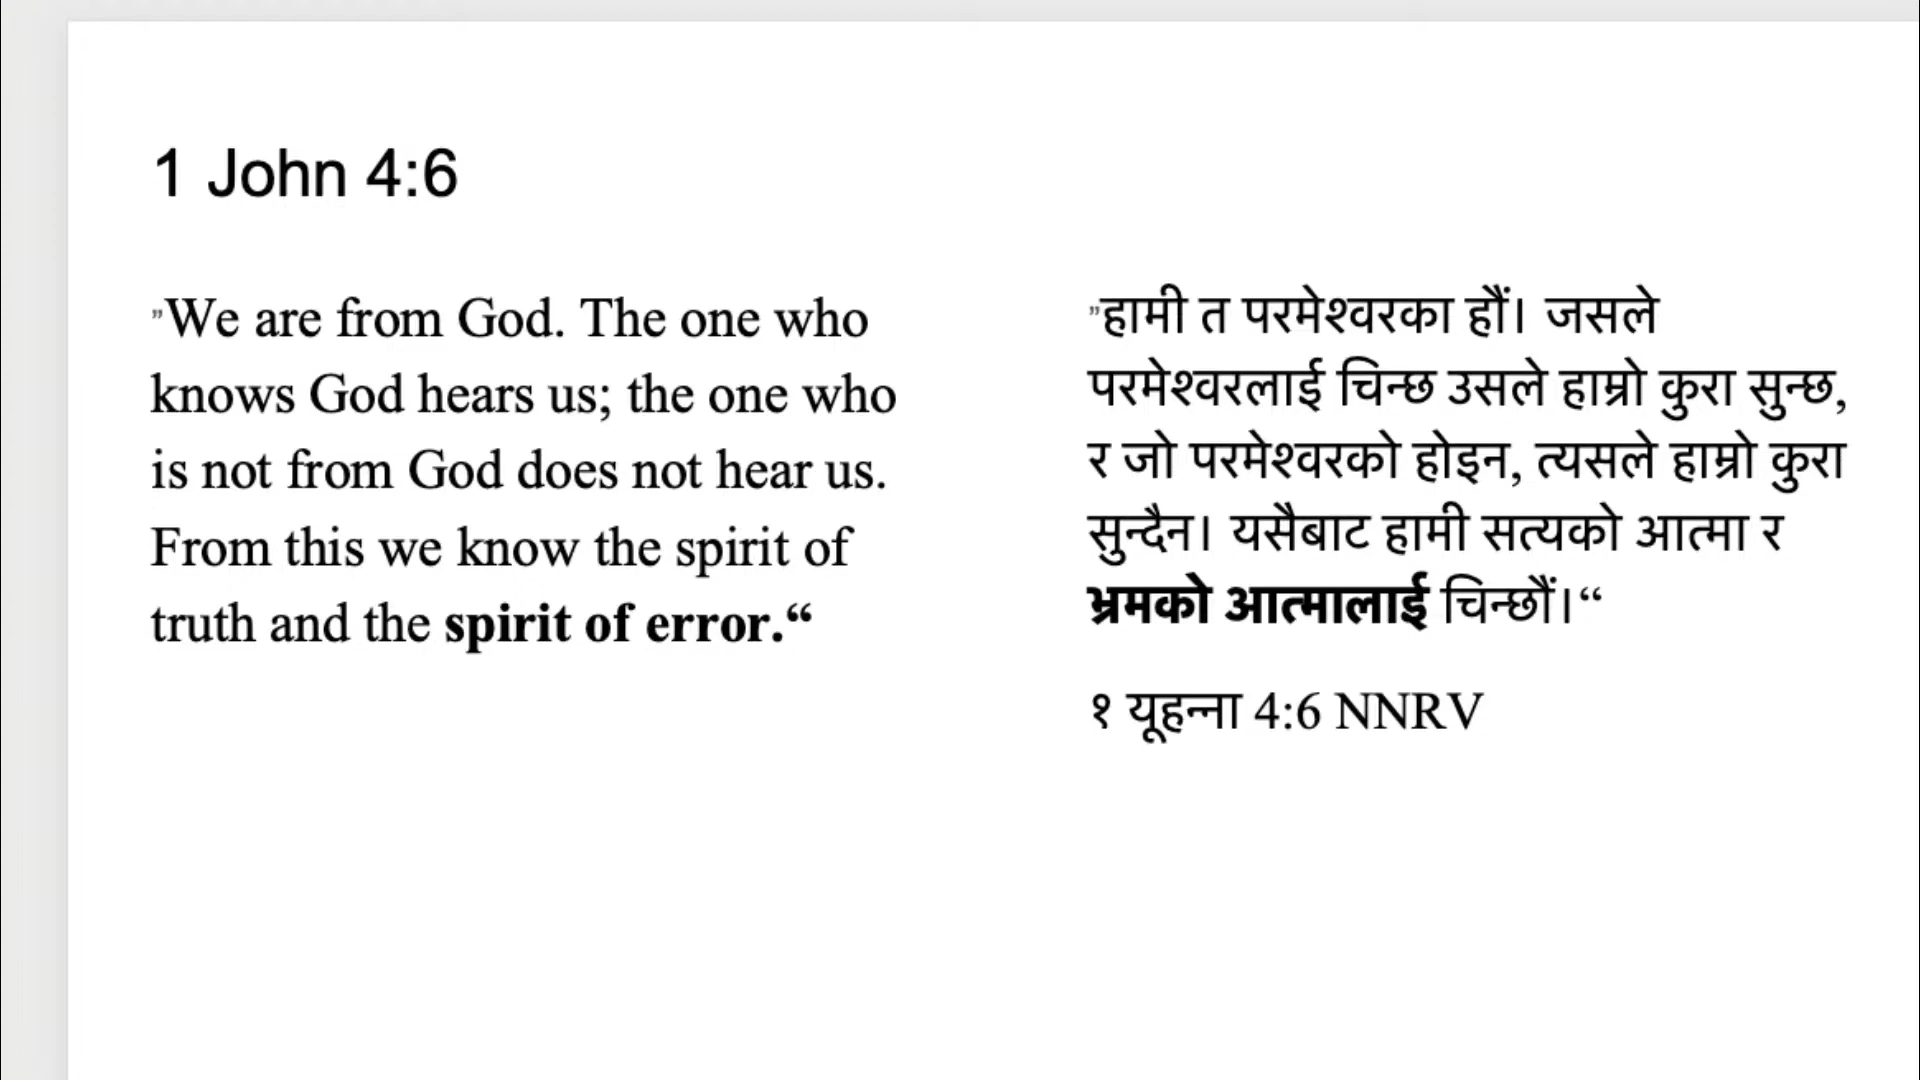 1 John 4:6
”We are from God. The one who
knows God hears us; the one who
is not from God does not hear us.
From this we know the spirit of
truth and the spirit of error.“
”हामी त परमेश्वरका हौं। जसले
परमेश्वरलाई चिन्छ उसले हाम्रो कुरा सुन्छ,
र जो परमेश्वरको होइन, त्यसले हाम्रो कुरा
सुन्दैन। यसैबाट हामी सत्यको आत्मा र
भ्रमको आत्मालाई चिन्छौं।“
१ यूहन्ना 4:6 NNRV